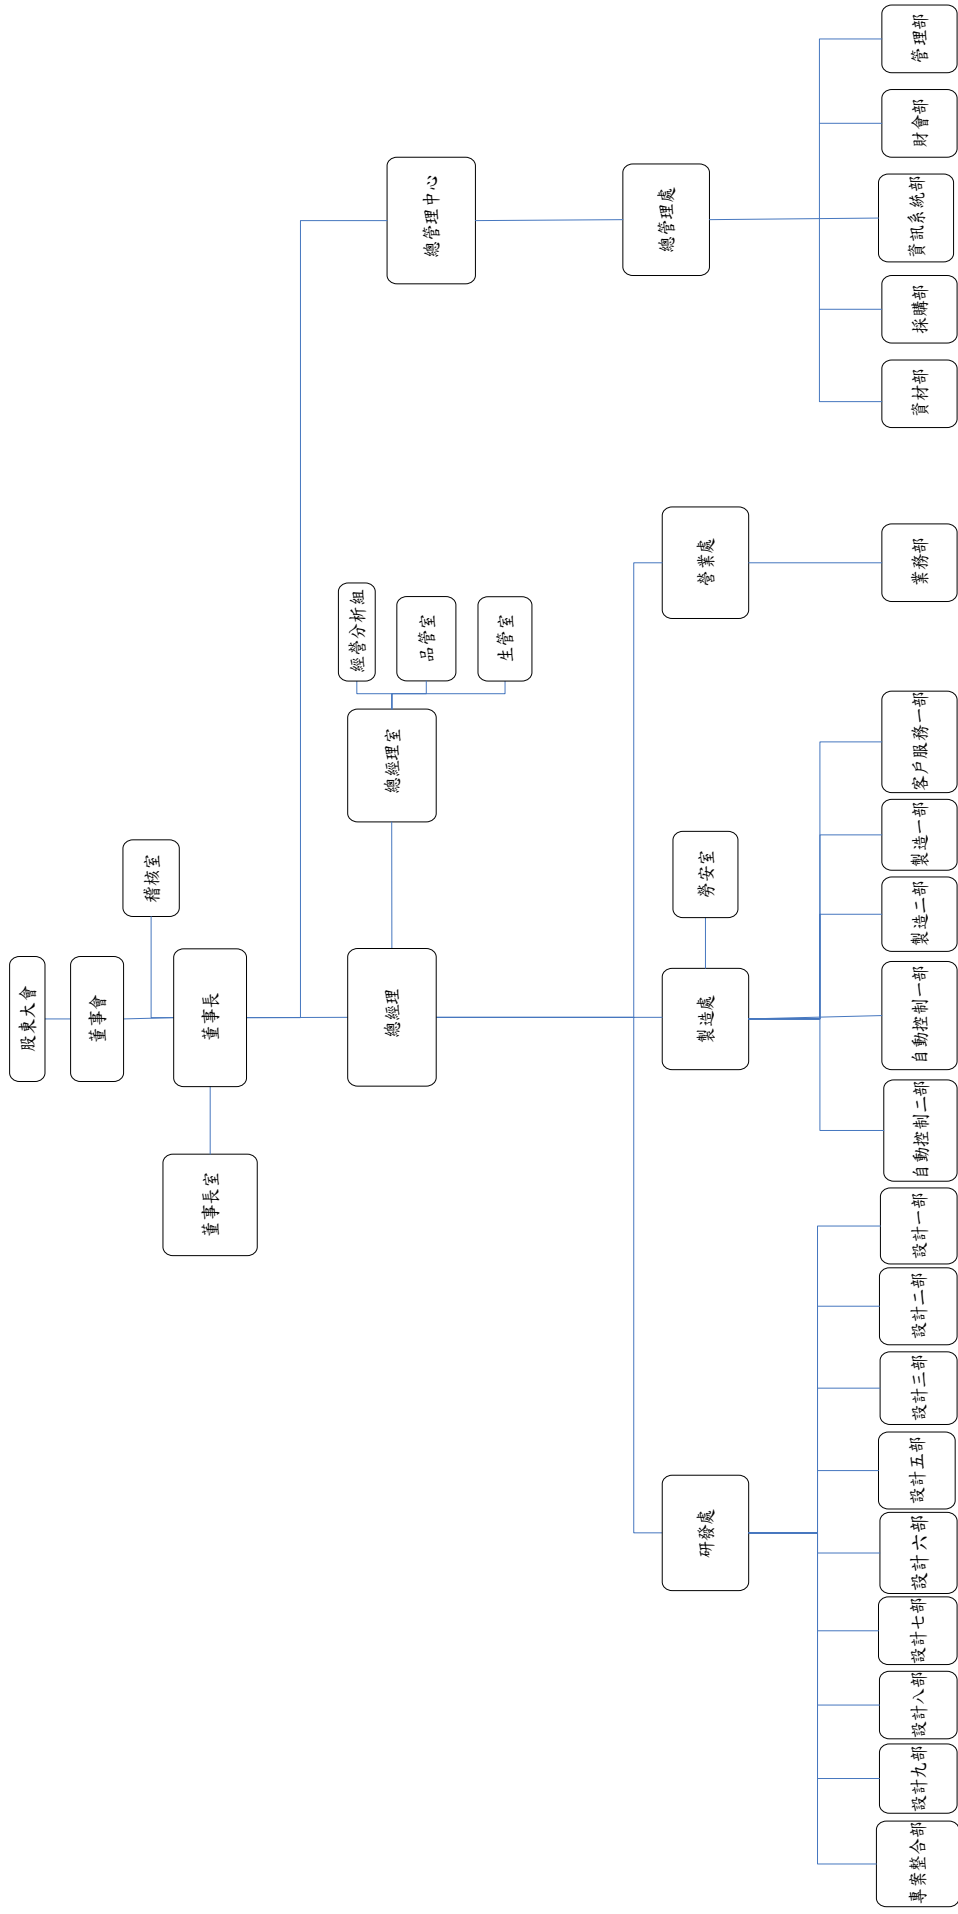 股東大會
董事會
稽核室
董事長
董事長室
總管理中心
總經理
總經理室
經營分析組
品管室
生管室
總管理處
研發處
製造處
勞安室
營業處
專案整合部
設計九部
設計八部
設計七部
設計六部
設計五部
設計三部
設計二部
設計一部
自動控制二部
自動控制一部
製造二部
製造一部
客戶服務一部
業務部
資材部
採購部
資訊系統部
財會部
管理部